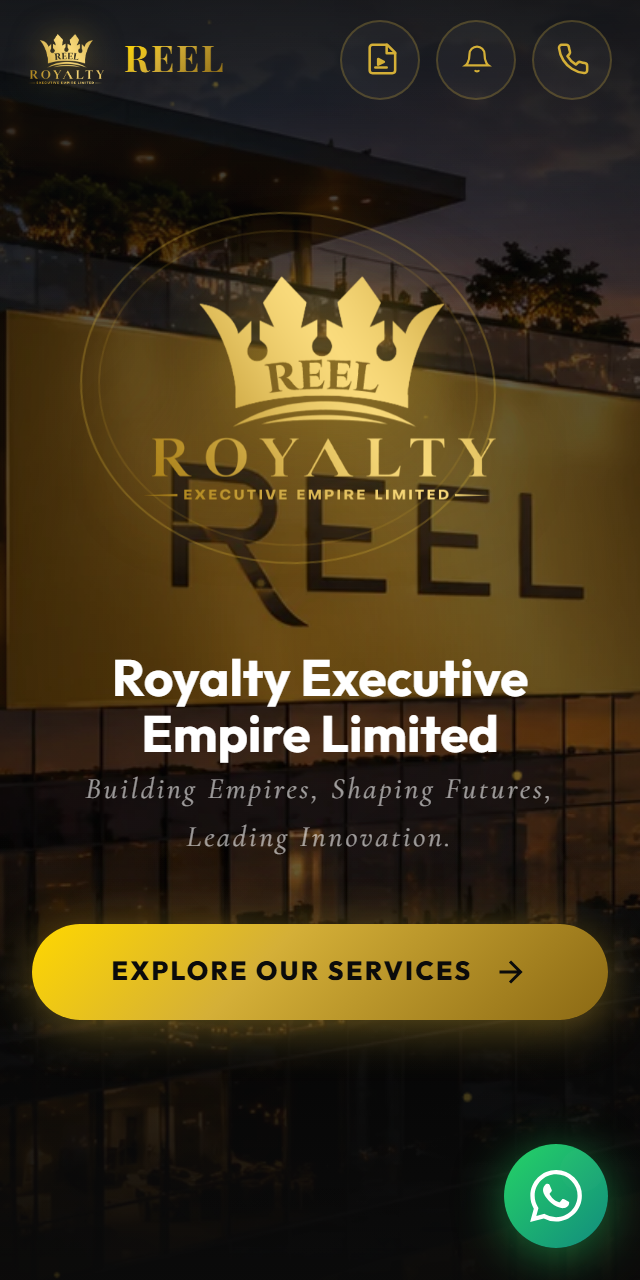 REEL
ROYALTY
EXECUTIVE EMPIRE LIMITED
REEL
REEL
ROYALTY
EXECUTIVE EMPIRE LIMITED
REEL
Royalty Executive
Empire Limited
Building Empires, Shaping Futures,
Leading Innovation.
EXPLORE OUR SERVICES